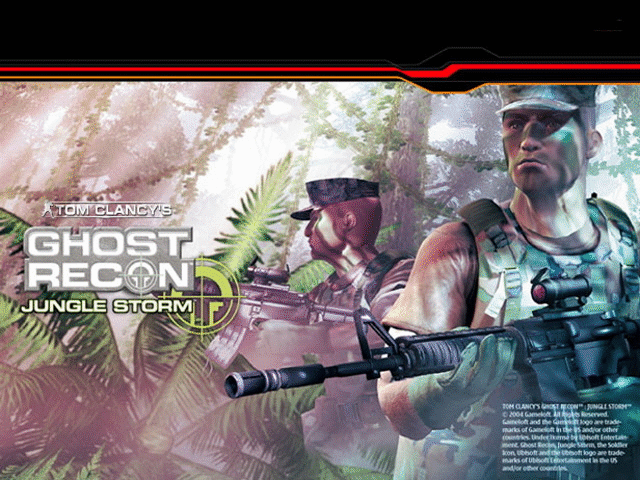 TOM CLANCY'S
GHOST
RECON
JUNGLE STORM
TOM CLANCY'S GHOST RECON™ : JUNGLE STORM™
© 2004 Gameloft. All Rights Reserved.
Gameloft and the Gameloft logo are trade-
marks of Gameloft in the US and/or other
countries. Under license by Ubisoft Entertain-
ment. Ghost Recon, Jungle Storm, the Soldier
Icon, Ubisoft and the Ubisoft logo are trade-
marks of Ubisoft Entertainment in the US
and/or other countries.